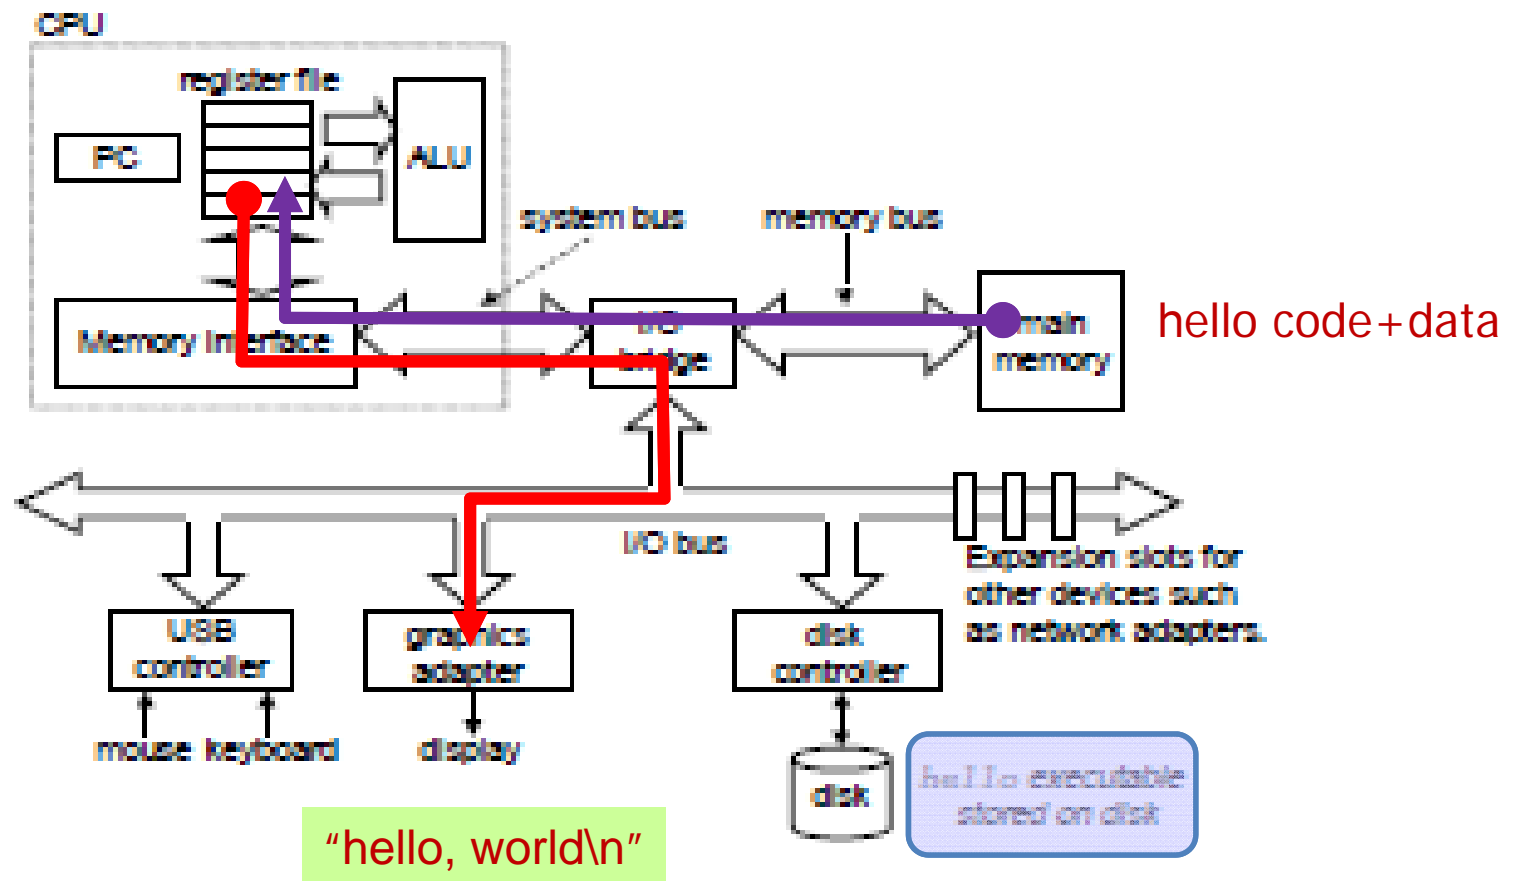 CPU
register file
PC
ALU
system bus
memory bus
Memory Interface
I/O
bridge
main
memory
hello code+data
I/O bus
Expansion slots for
other devices such
as network adapters.
USB
controller
graphics
adapter
disk
controller
mouse keyboard
display
disk
hello executable
stored on disk
“hello, world\n”